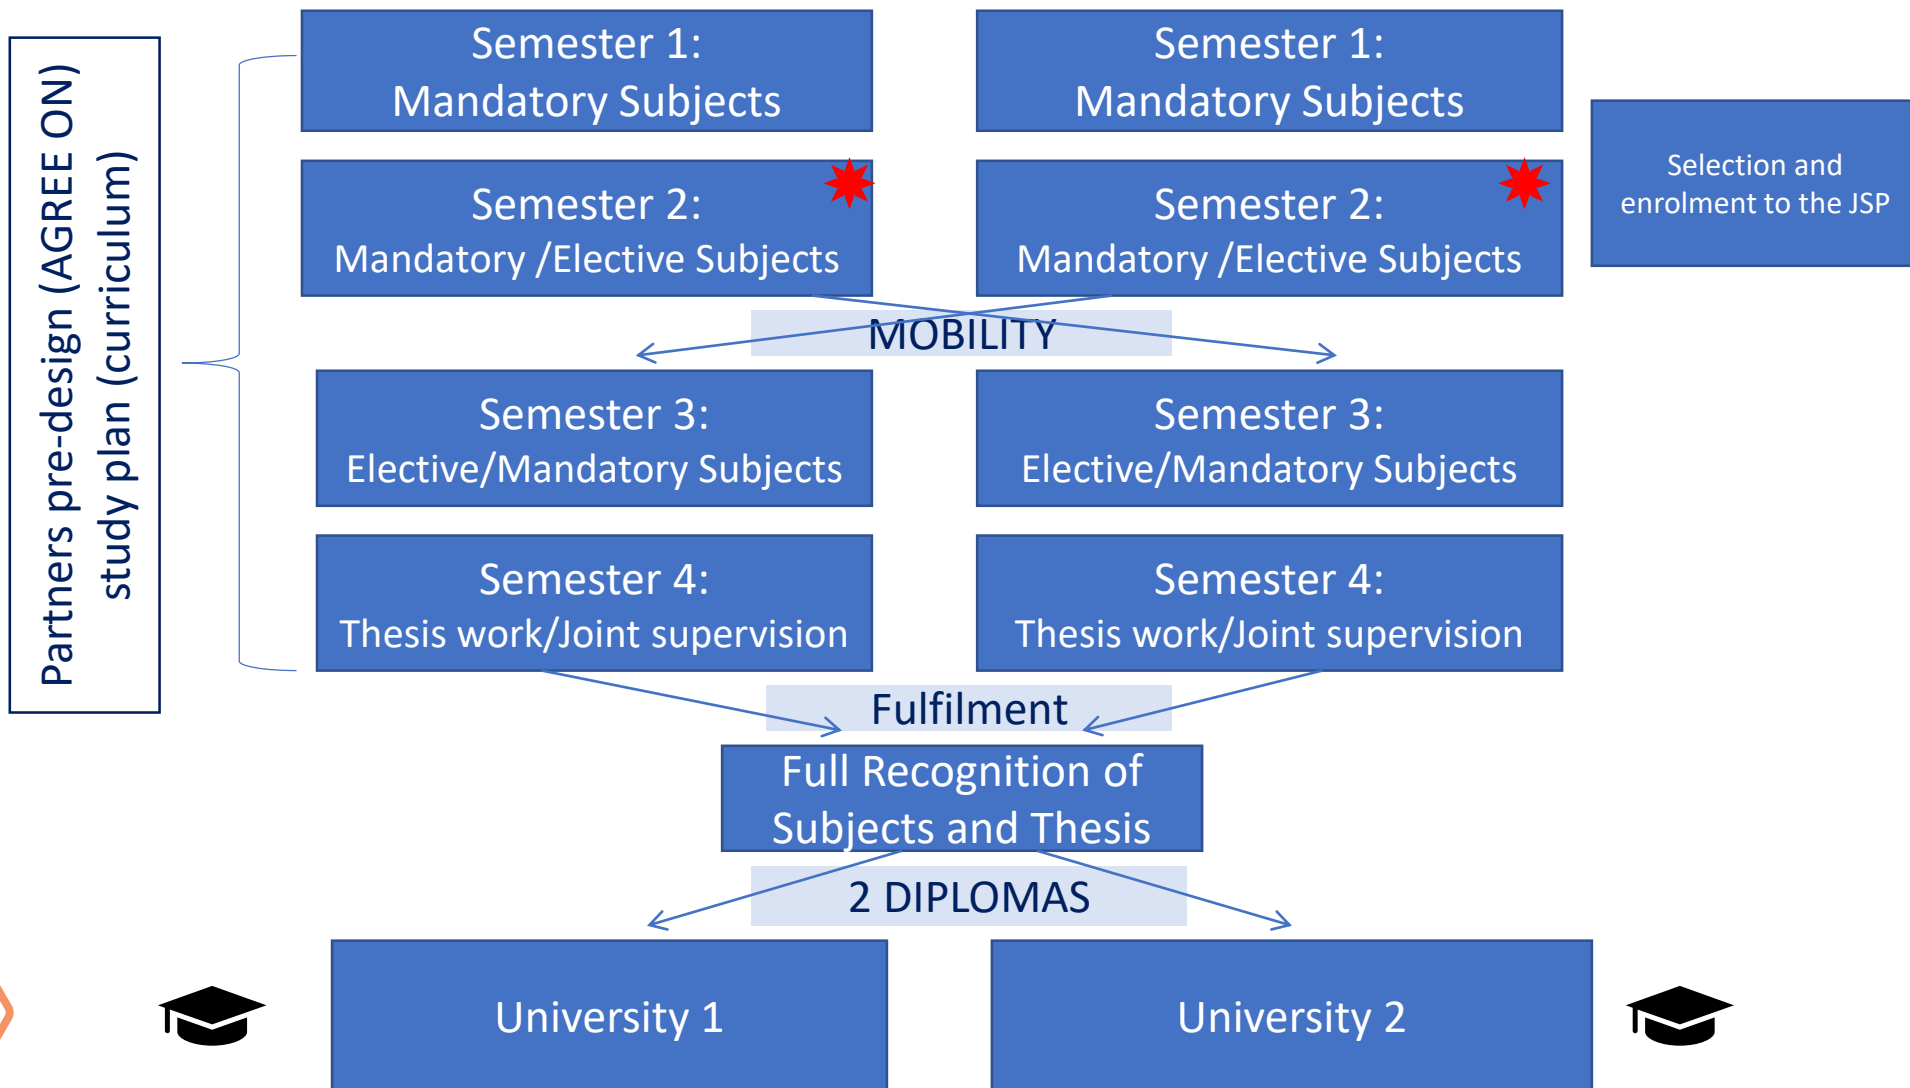 Partners pre-design (AGREE ON)
study plan (curriculum)
Semester 1:
Mandatory Subjects
Semester 1:
Mandatory Subjects
Selection and
enrolment to the JSP
Semester 2:
Mandatory /Elective Subjects
Semester 2:
Mandatory /Elective Subjects
MOBILITY
Semester 3:
Elective/Mandatory Subjects
Semester 3:
Elective/Mandatory Subjects
Semester 4:
Thesis work/Joint supervision
Semester 4:
Thesis work/Joint supervision
Fulfilment
Full Recognition of
Subjects and Thesis
2 DIPLOMAS
University 1
University 2